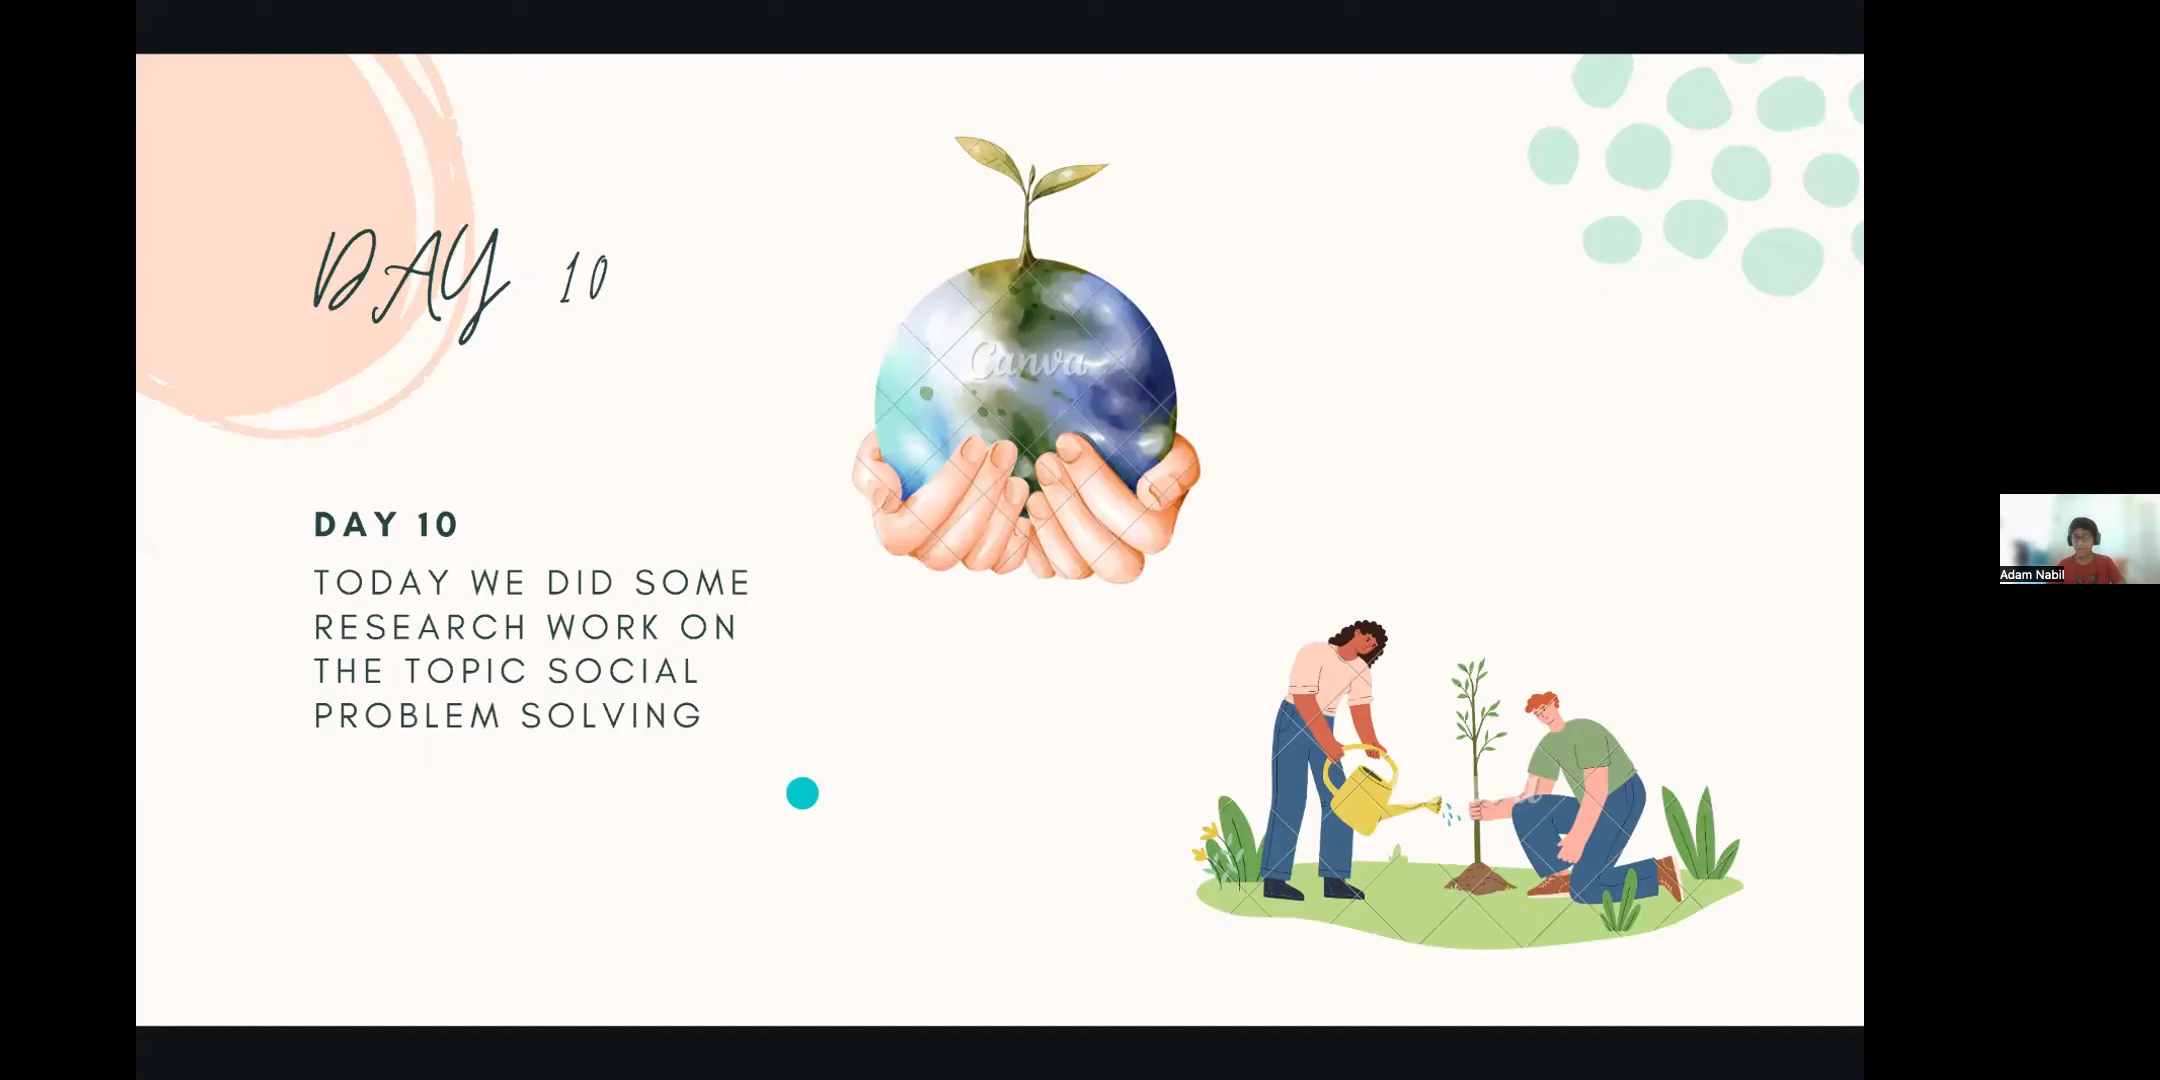 DAY 10
Canva
DAY 10
TODAY WE DID SOME
RESEARCH WORK ON
THE TOPIC SOCIAL
PROBLEM SOLVING
Adam Nabil